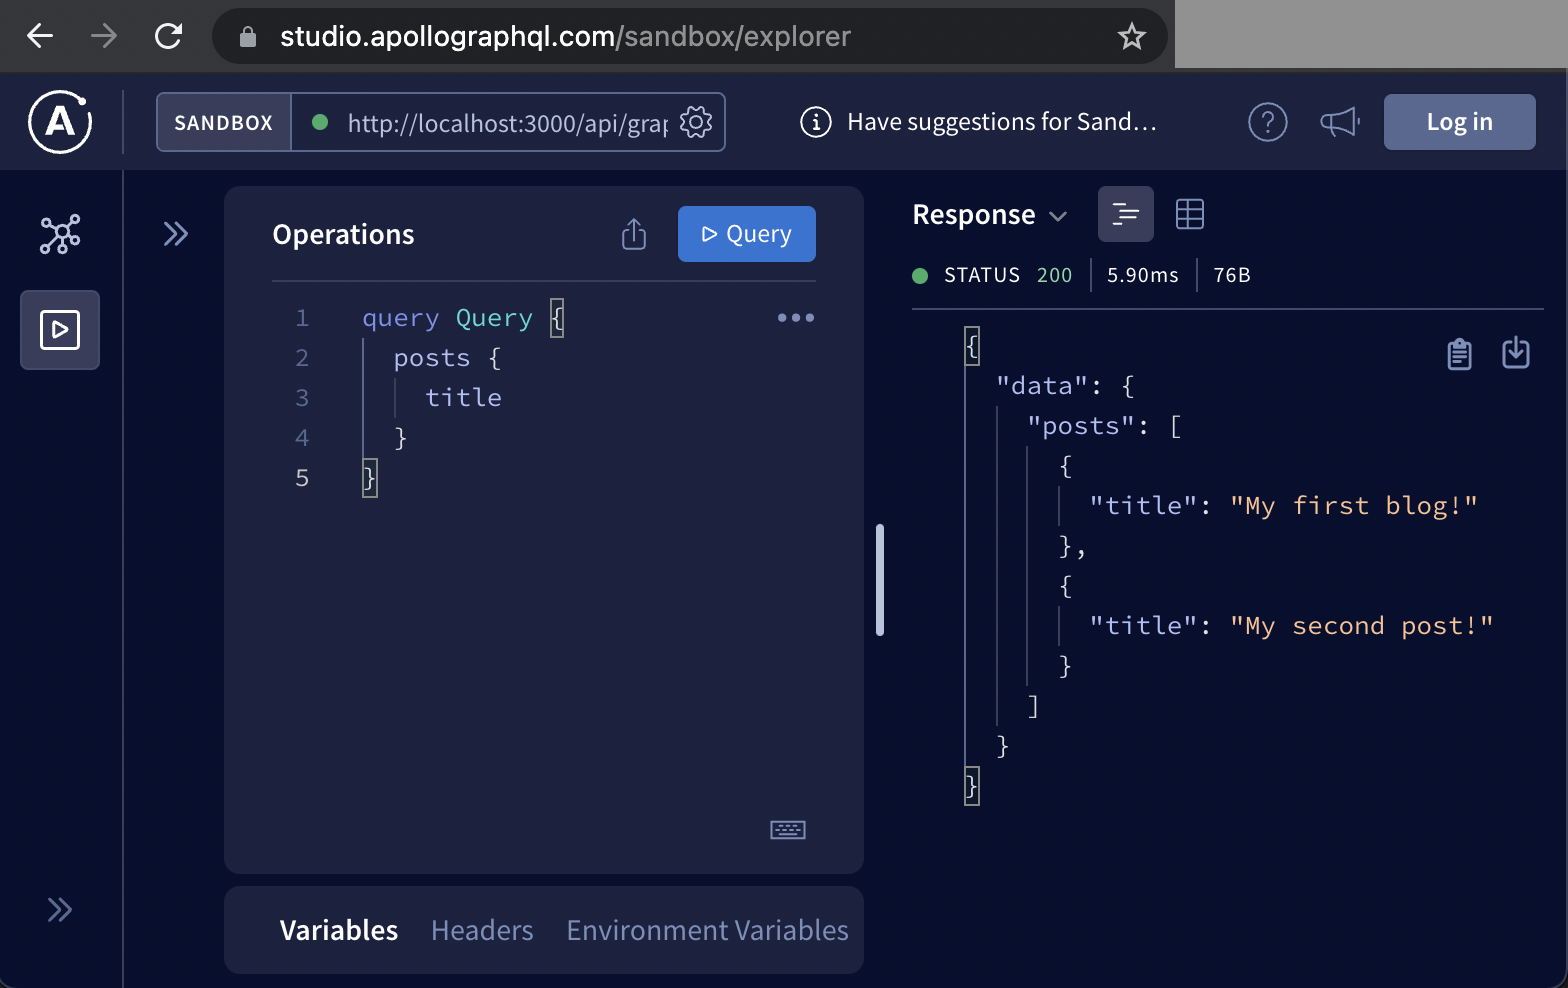 studio.apollographql.com/sandbox/explorer
A
SANDBOX
http://localhost:3000/api/grap
Have suggestions for Sand…
Log in
Operations
Query
1 query Query {
2 posts {
3 title
4 }
5 }
Variables Headers Environment Variables
Response
STATUS 200 5.90ms 76B
{
"data": {
"posts": [
{
"title": "My first blog!"
},
{
"title": "My second post!"
}
]
}
}